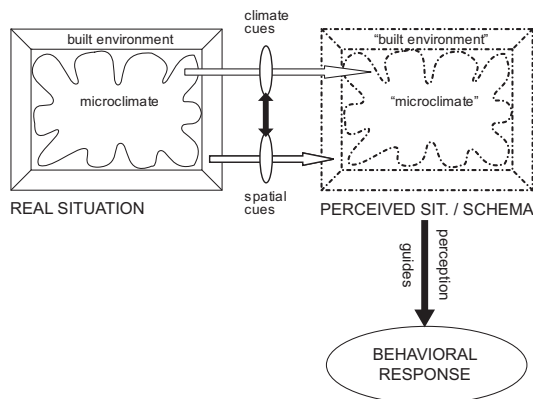 climate
cues
built environment
microclimate
“built environment”
“microclimate”
spatial
cues
REAL SITUATION
PERCEIVED SIT. / SCHEMA
perception
guides
BEHAVIORAL
RESPONSE